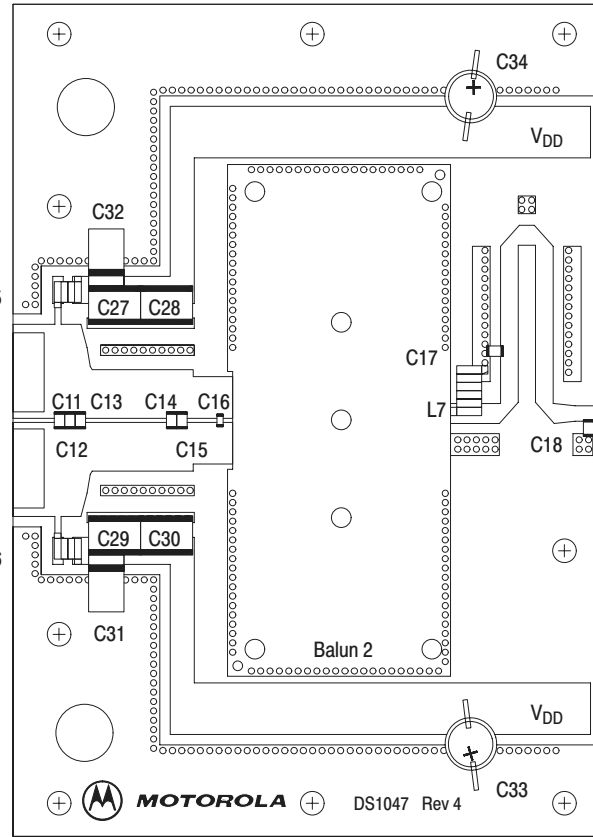 C34
VDD
C32
C27 C28
C17
C11 C13 C14 C16
L7
C12 C15 C18
C29 C30
C31
Balun 2
VDD
C33
MOTOROLA DS1047 Rev 4